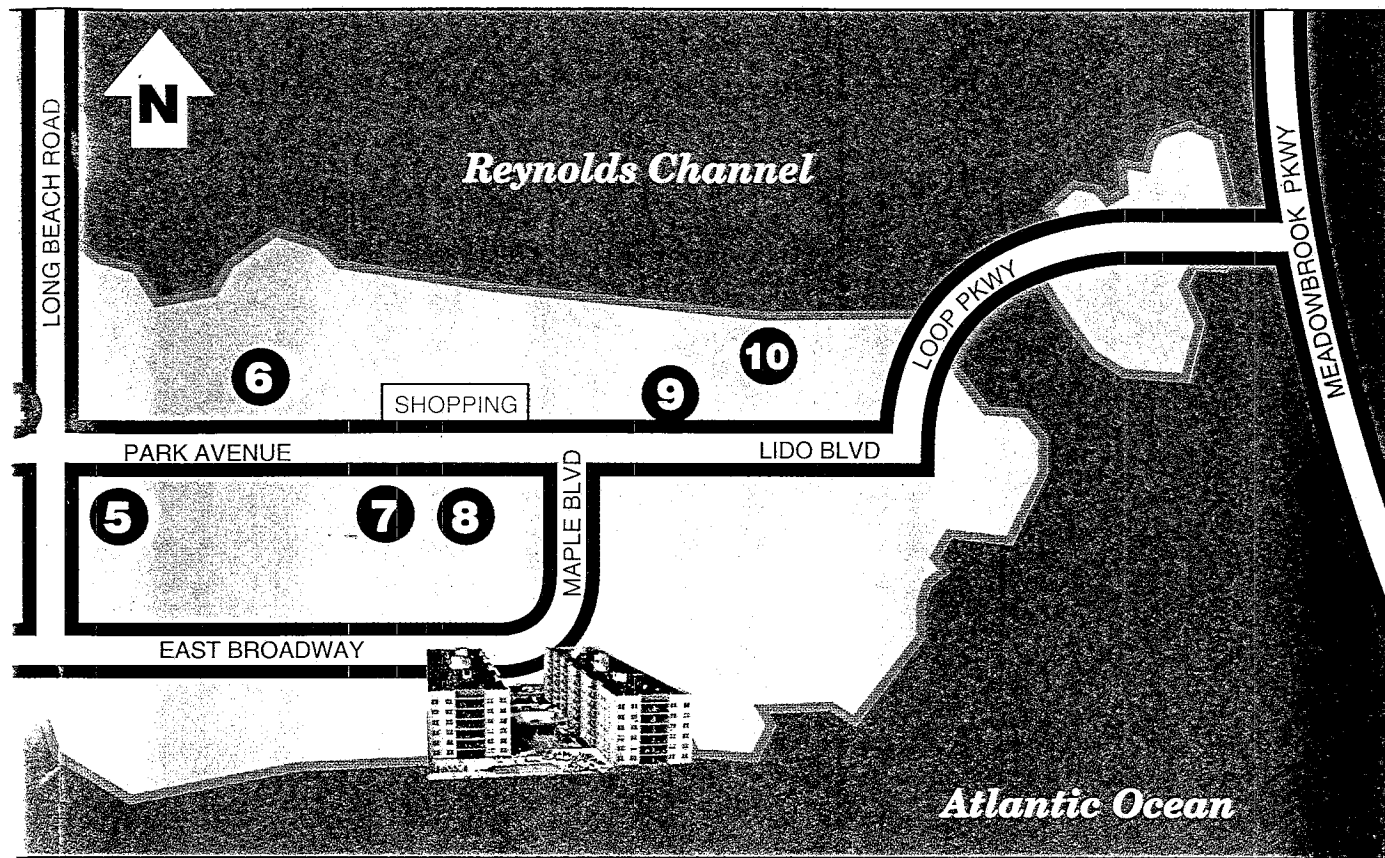 N
LONG BEACH ROAD
Reynolds Channel
MEADOWBROOK PKWY
LOOP PKWY
6
10
9
SHOPPING
PARK AVENUE
LIDO BLVD
5
7
8
MAPLE BLVD
EAST BROADWAY
Atlantic Ocean